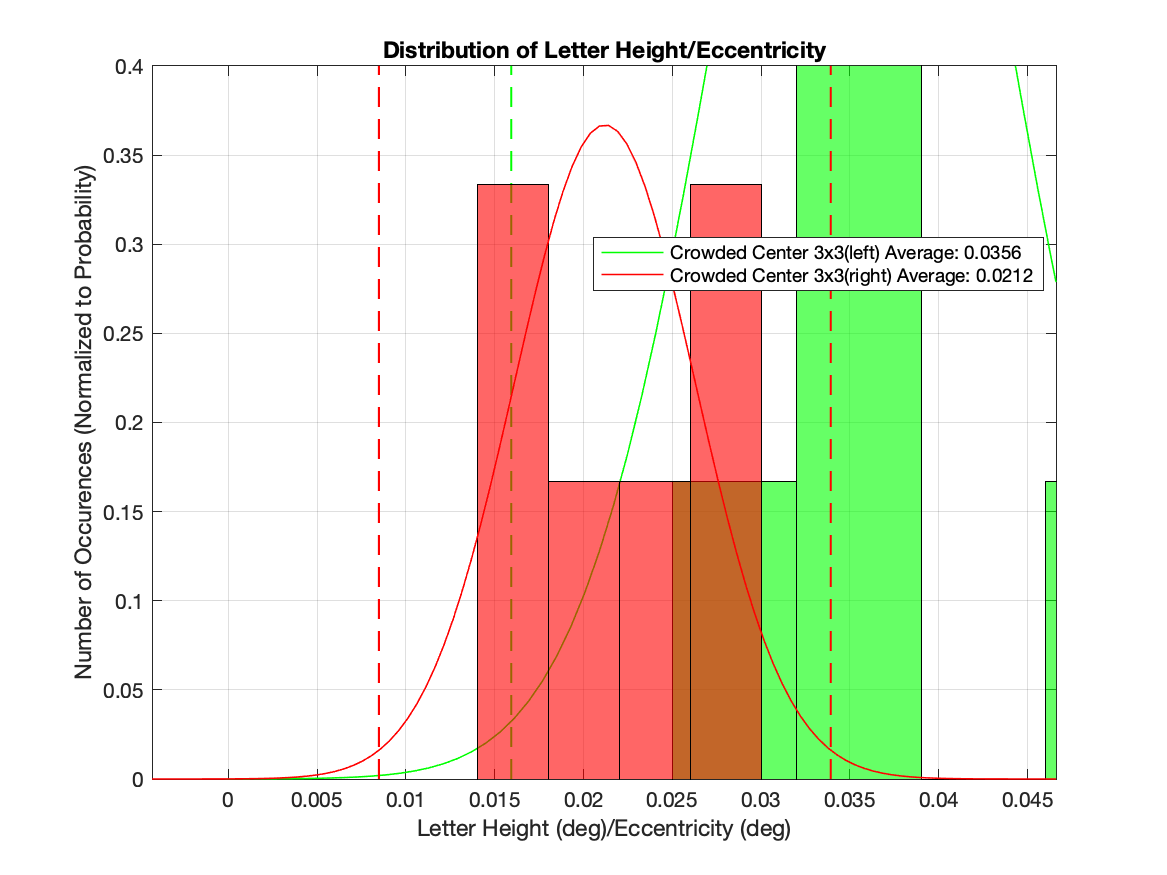 Distribution of Letter Height/Eccentricity
Number of Occurences (Normalized to Probability)
0.4
0.35
0.3
0.25
0.2
0.15
0.1
0.05
0
Crowded Center 3x3(left) Average: 0.0356
Crowded Center 3x3(right) Average: 0.0212
0 0.005 0.01 0.015 0.02 0.025 0.03 0.035 0.04 0.045
Letter Height (deg)/Eccentricity (deg)